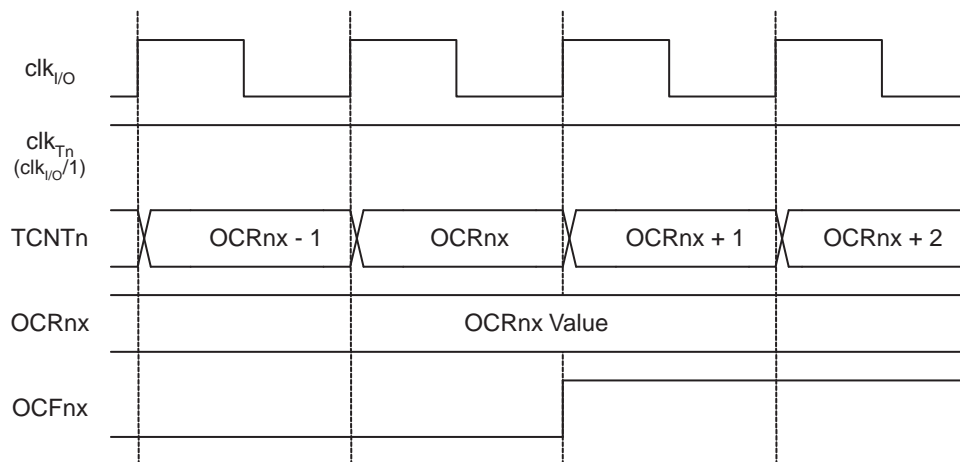 clkI/O
clkTn
(clkI/O/1)
TCNTn
OCRnx - 1
OCRnx
OCRnx + 1
OCRnx + 2
OCRnx
OCRnx Value
OCFnx